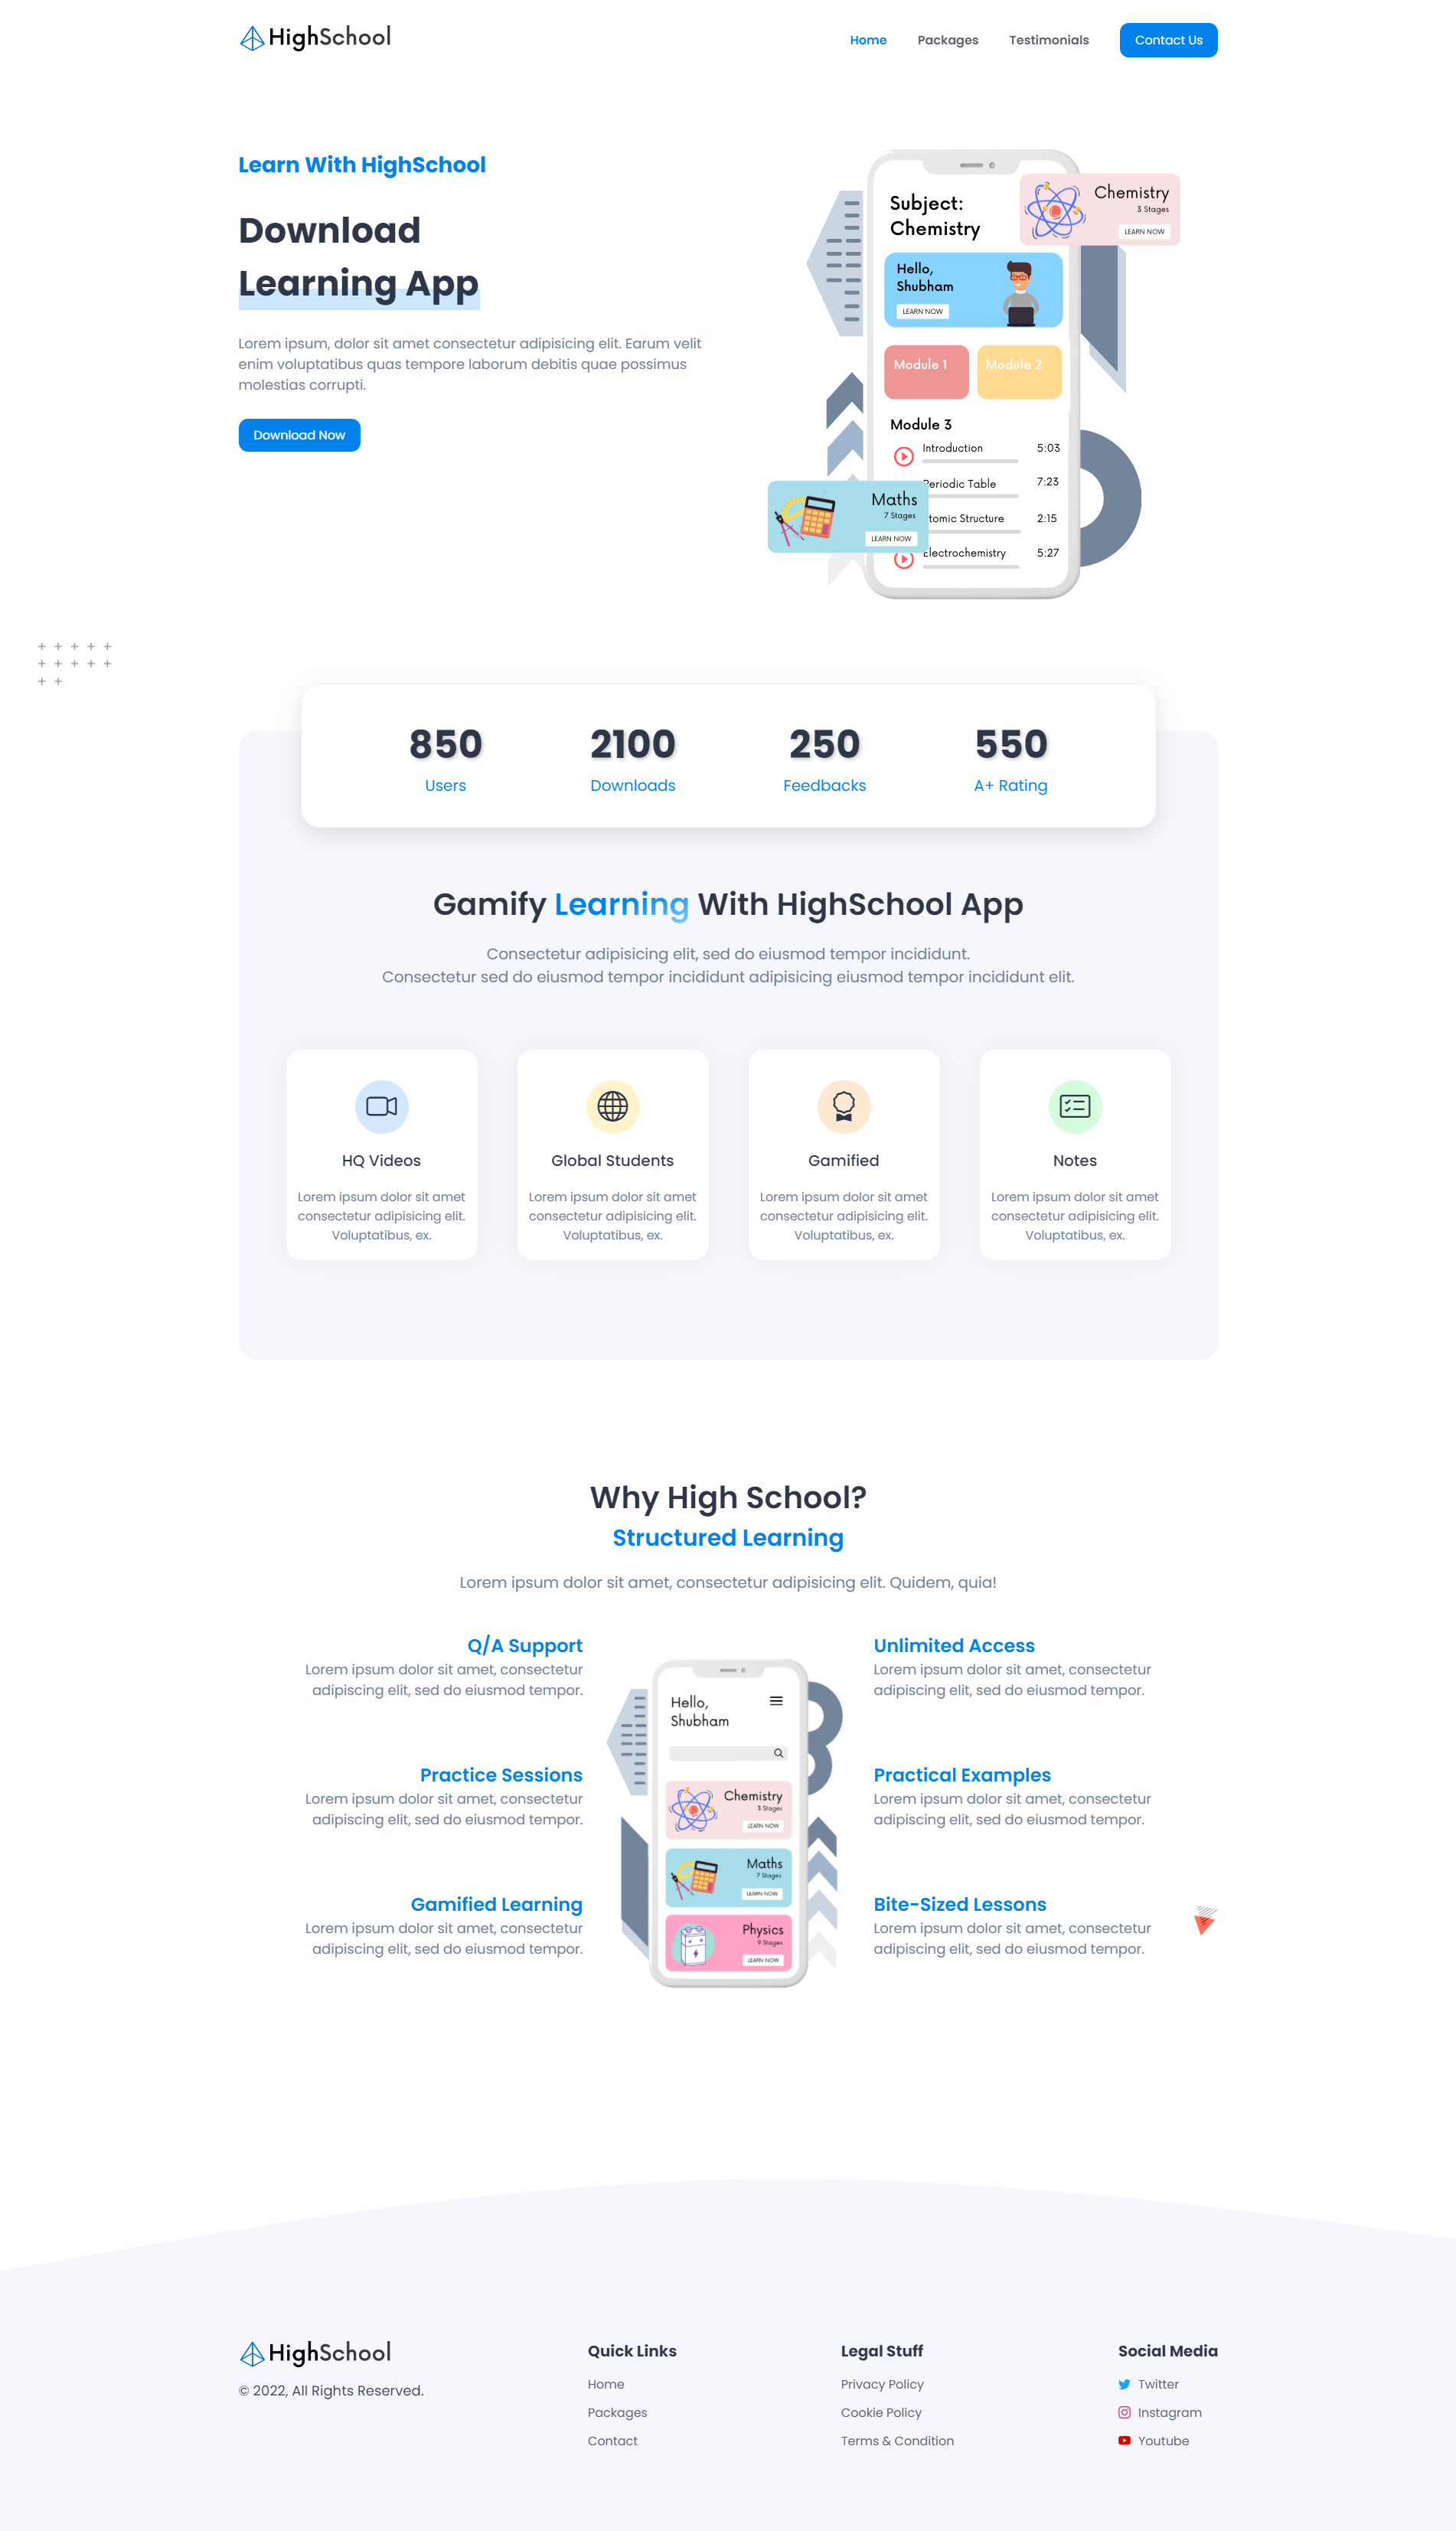 HighSchool
Home
Packages
Testimonials
Contact Us
Learn With HighSchool
Download
Learning App
Lorem ipsum, dolor sit amet consectetur adipisicing elit. Earum velit
enim voluptatibus quas tempore laborum debitis quae possimus
molestias corrupti.
Download Now
Subject:
Chemistry
Chemistry
3 Stages
LEARN NOW
Hello,
Shubham
LEARN NOW
Module 1
Module 2
Module 3
Introduction
5:03
Periodic Table
7:23
tomic Structure
2:15
Electrochemistry
5:27
Maths
7 Stages
LEARN NOW
850
Users
2100
Downloads
250
Feedbacks
550
A+ Rating
Gamify Learning With HighSchool App
Consectetur adipisicing elit, sed do eiusmod tempor incididunt.
Consectetur sed do eiusmod tempor incididunt adipisicing eiusmod tempor incididunt elit.
HQ Videos
Lorem ipsum dolor sit amet
consectetur adipisicing elit.
Voluptatibus, ex.
Global Students
Lorem ipsum dolor sit amet
consectetur adipisicing elit.
Voluptatibus, ex.
Gamified
Lorem ipsum dolor sit amet
consectetur adipisicing elit.
Voluptatibus, ex.
Notes
Lorem ipsum dolor sit amet
consectetur adipisicing elit.
Voluptatibus, ex.
Why High School?
Structured Learning
Lorem ipsum dolor sit amet, consectetur adipisicing elit. Quidem, quia!
Q/A Support
Lorem ipsum dolor sit amet, consectetur
adipiscing elit, sed do eiusmod tempor.
Practice Sessions
Lorem ipsum dolor sit amet, consectetur
adipiscing elit, sed do eiusmod tempor.
Gamified Learning
Lorem ipsum dolor sit amet, consectetur
adipiscing elit, sed do eiusmod tempor.
Hello,
Shubham
Chemistry
3 Stages
LEARN NOW
Maths
7 Stages
LEARN NOW
Physics
9 Stages
LEARN NOW
Unlimited Access
Lorem ipsum dolor sit amet, consectetur
adipiscing elit, sed do eiusmod tempor.
Practical Examples
Lorem ipsum dolor sit amet, consectetur
adipiscing elit, sed do eiusmod tempor.
Bite-Sized Lessons
Lorem ipsum dolor sit amet, consectetur
adipiscing elit, sed do eiusmod tempor.
HighSchool
© 2022, All Rights Reserved.
Quick Links
Home
Packages
Contact
Legal Stuff
Privacy Policy
Cookie Policy
Terms & Condition
Social Media
Twitter
Instagram
Youtube